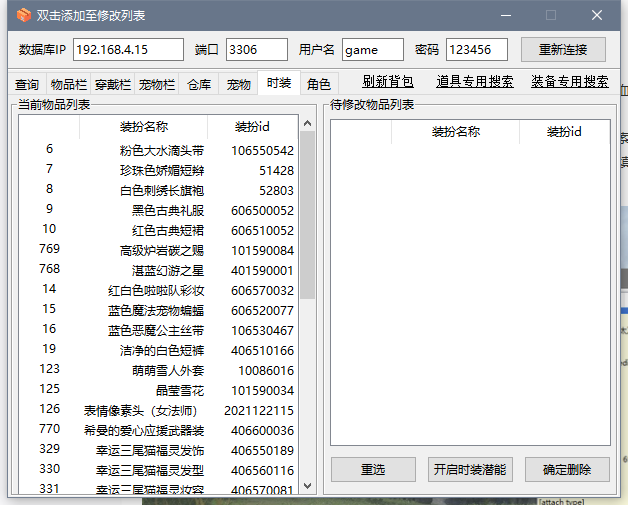 双击添加至修改列表
数据库IP 192.168.4.15 端口 3306 用户名 game 密码 123456 重新连接
查询 物品栏 穿戴栏 宠物栏 仓库 宠物 时装 角色 刷新背包 道具专用搜索 装备专用搜索
当前物品列表
装扮名称 装扮id
6 粉色大水滴头带 106550542
7 珍珠色娇媚短辫 51428
8 白色刺绣长旗袍 52803
9 黑色古典礼服 606500052
10 红色古典短裙 606510052
769 高级炉岩碳之赐 101590084
768 湛蓝幻游之星 401590001
14 红白色啦啦队彩妆 606570032
15 蓝色魔法宠物蝙蝠 606520077
16 蓝色恶魔公主丝带 106530467
19 洁净的白色短裤 406510166
123 萌萌雪人外套 10086016
125 晶莹雪花 101590034
126 表情像素头（女法师） 2021122115
770 希曼的爱心应援武器装 406600036
329 幸运三尾猫福灵发饰 406550189
330 幸运三尾猫福灵发型 406560116
331 幸运三尾猫福灵妆容 406570081
待修改物品列表
装扮名称 装扮id
重选 开启时装潜能 确定删除
[attach type]